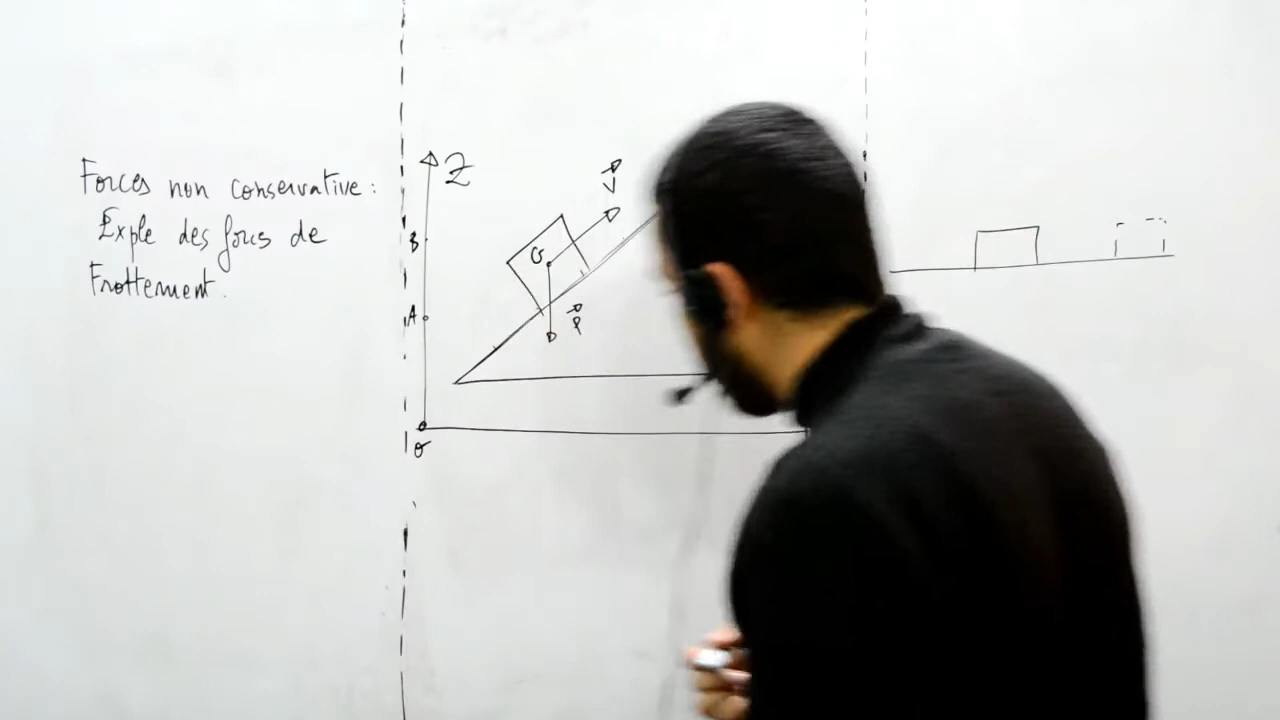 Forces non conservative :
Exple des forces de
Frottement.
Z
B
A
O
G
V
P